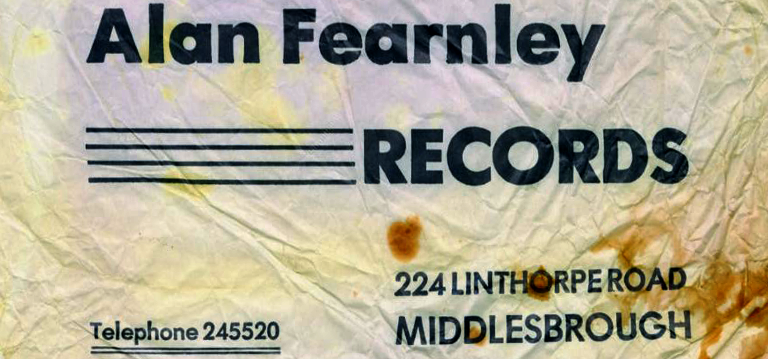 Alan Fearnley
RECORDS
224 LINTHORPE ROAD
Telephone 245520
MIDDLESBROUGH